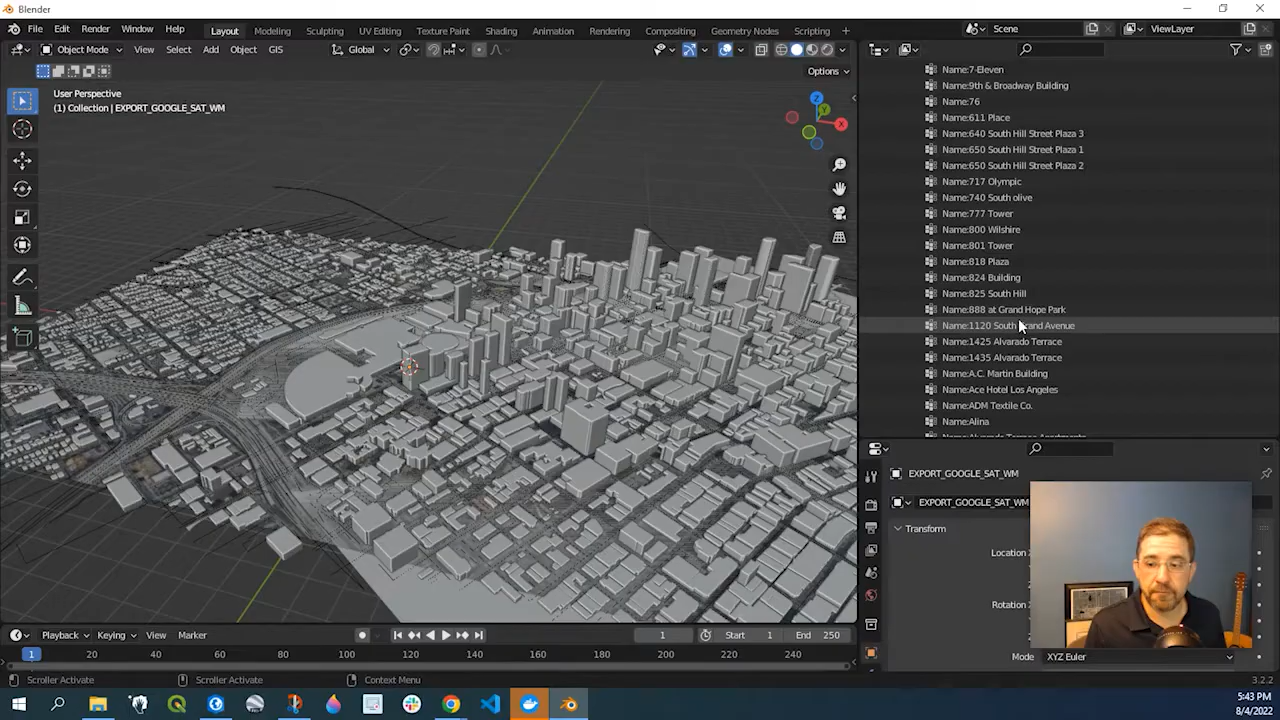 Blender
File Edit Render Window Help
Layout Modeling Sculpting UV Editing Texture Paint Shading Animation Rendering Compositing Geometry Nodes Scripting +
Scene ViewLayer
Object Mode View Select Add Object GIS Global
Options
User Perspective
(1) Collection | EXPORT_GOOGLE_SAT_WM
Z
Y
X
Name:7-Eleven
Name:9th & Broadway Building
Name:76
Name:611 Place
Name:640 South Hill Street Plaza 3
Name:650 South Hill Street Plaza 1
Name:650 South Hill Street Plaza 2
Name:717 Olympic
Name:740 South olive
Name:777 Tower
Name:800 Wilshire
Name:801 Tower
Name:818 Plaza
Name:824 Building
Name:825 South Hill
Name:888 at Grand Hope Park
Name:1120 South Grand Avenue
Name:1425 Alvarado Terrace
Name:1435 Alvarado Terrace
Name:A.C. Martin Building
Name:Ace Hotel Los Angeles
Name:ADM Textile Co.
Name:Alina
Name:Alvarado Terrace Apartments
EXPORT_GOOGLE_SAT_WM
EXPORT_GOOGLE_SAT_WM
Transform
Location
Rotation
Mode XYZ Euler
Playback Keying View Marker
1 Start 1 End 250
1 20 40 60 80 100 120 140 160 180 200 220 240
Scroller Activate Scroller Activate Context Menu
3.2.2
5:43 PM
8/4/2022